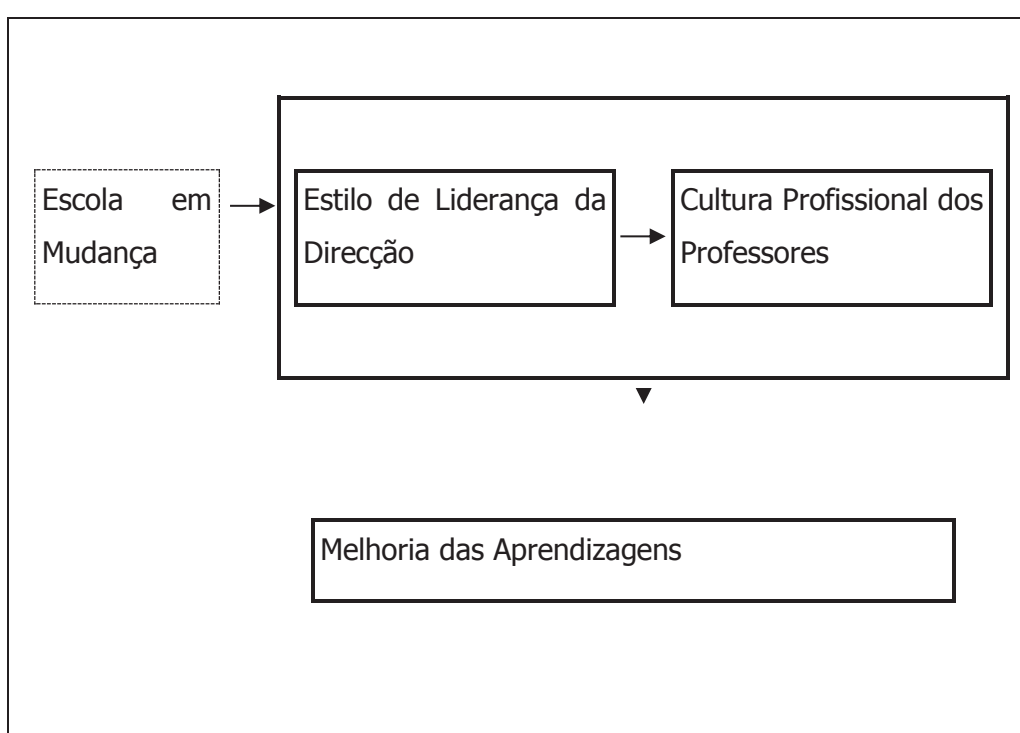 Escola em
Mudança
Estilo de Liderança da
Direcção
Cultura Profissional dos
Professores
Melhoria das Aprendizagens